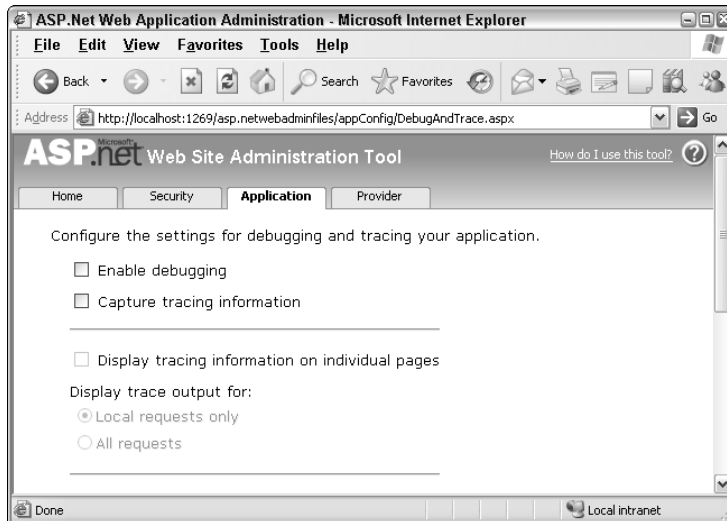 ASP.Net Web Application Administration - Microsoft Internet Explorer
File Edit View Favorites Tools Help
Back Search Favorites
Address http://localhost:1269/asp.netwebadminfiles/appConfig/DebugAndTrace.aspx Go
Microsoft
ASP.net Web Site Administration Tool How do I use this tool? ?
Home Security Application Provider
Configure the settings for debugging and tracing your application.
Enable debugging
Capture tracing information
Display tracing information on individual pages
Display trace output for:
Local requests only
All requests
Done Local intranet